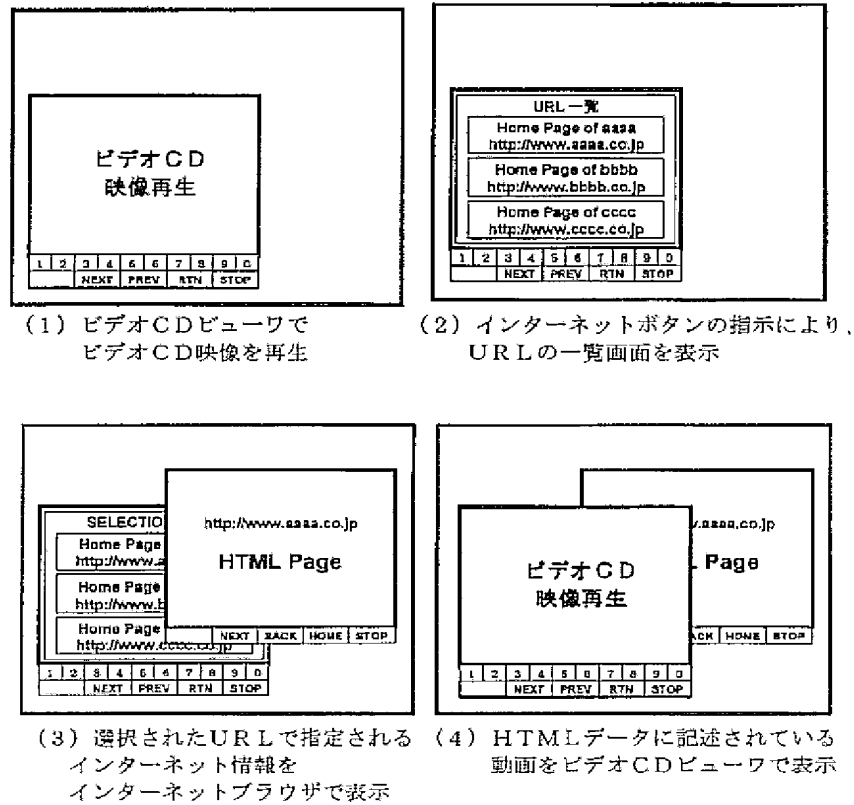 ビデオCD
映像再生
1 2 3 4 5 6 7 8 9 0
NEXT PREV RTN STOP
(1) ビデオCDビューワで
ビデオCD映像を再生
URL一覧
Home Page of aaaa
http://www.aaaa.co.jp
Home Page of bbbb
http://www.bbbb.co.jp
Home Page of cccc
http://www.cccc.co.jp
1 2 3 4 5 6 7 8 9 0
NEXT PREV RTN STOP
(2) インターネットボタンの指示により、
URLの一覧画面を表示
SELECTIO
Home Page
http://www.a
Home Page
http://www.b
Home Page
http://www.cccc.co.jp
1 2 3 4 5 6 7 8 9 0
NEXT PREV RTN STOP
http://www.aaaa.co.jp
HTML Page
NEXT BACK HOME STOP
(3) 選択されたURLで指定される
インターネット情報を
インターネットブラウザで表示
ビデオCD
映像再生
1 2 3 4 5 6 7 8 9 0
NEXT PREV RTN STOP
.aaaa.co.jp
Page
ACK HOME STOP
(4) HTMLデータに記述されている
動画をビデオCDビューワで表示